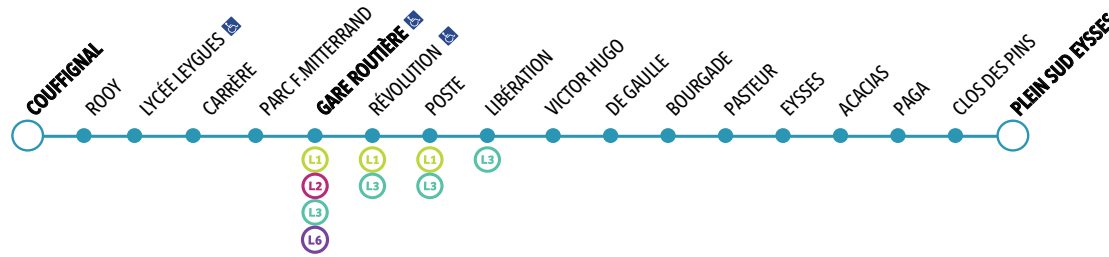 COUFFIGNAL
ROOY
LYCÉE LEYGUES
CARRÈRE
PARC F.MITTERRAND
GARE ROUTIÈRE
RÉVOLUTION
POSTE
LIBÉRATION
VICTOR HUGO
DE GAULLE
BOURGADE
PASTEUR
EYSSES
ACACIAS
PAGA
CLOS DES PINS
PLEIN SUD EYSSES
L1 L1 L1 L3
L2 L3 L3
L3
L6